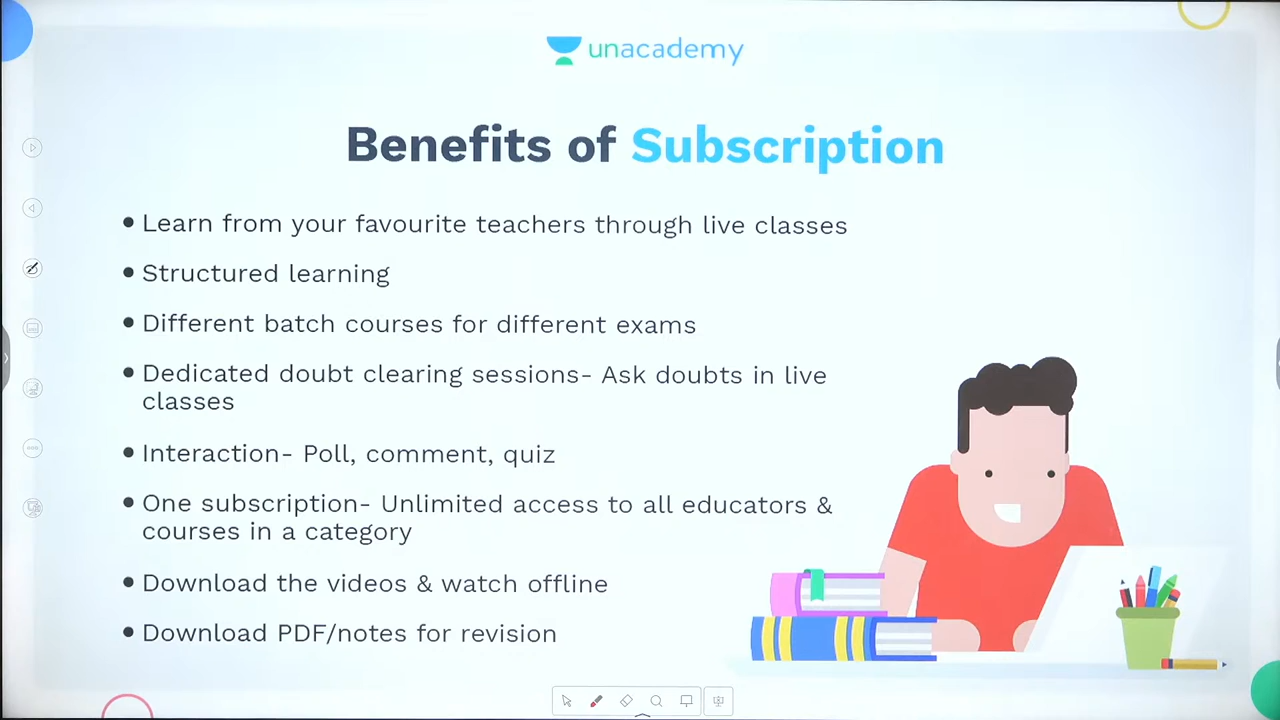 unacademy
Benefits of Subscription
• Learn from your favourite teachers through live classes
• Structured learning
• Different batch courses for different exams
• Dedicated doubt clearing sessions- Ask doubts in live
classes
• Interaction- Poll, comment, quiz
• One subscription- Unlimited access to all educators &
courses in a category
• Download the videos & watch offline
• Download PDF/notes for revision